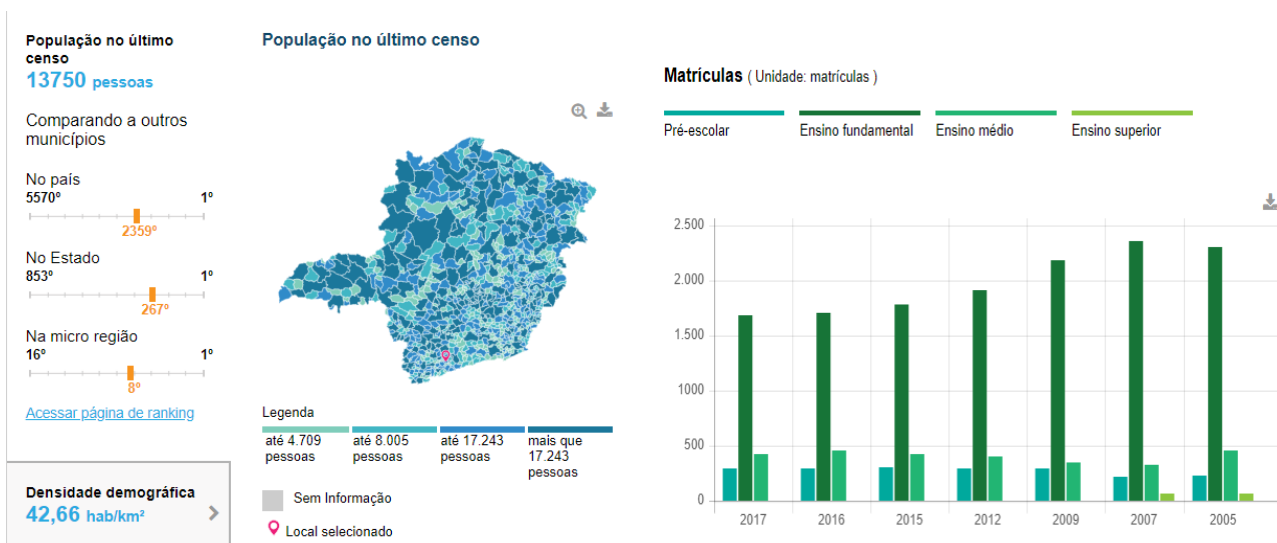 População no último
censo
13750 pessoas
Comparando a outros
municípios
No país
5570º 1º
2359º
No Estado
853º 1º
267º
Na micro região
16º 1º
8º
Acessar página de ranking
Densidade demográfica
42,66 hab/km²
População no último censo
Legenda
até 4.709
pessoas
até 8.005
pessoas
até 17.243
pessoas
mais que
17.243
pessoas
Sem Informação
Local selecionado
Matrículas ( Unidade: matrículas )
Pré-escolar Ensino fundamental Ensino médio Ensino superior
2.500
2.000
1.500
1000
500
0
2017 2016 2015 2012 2009 2007 2005